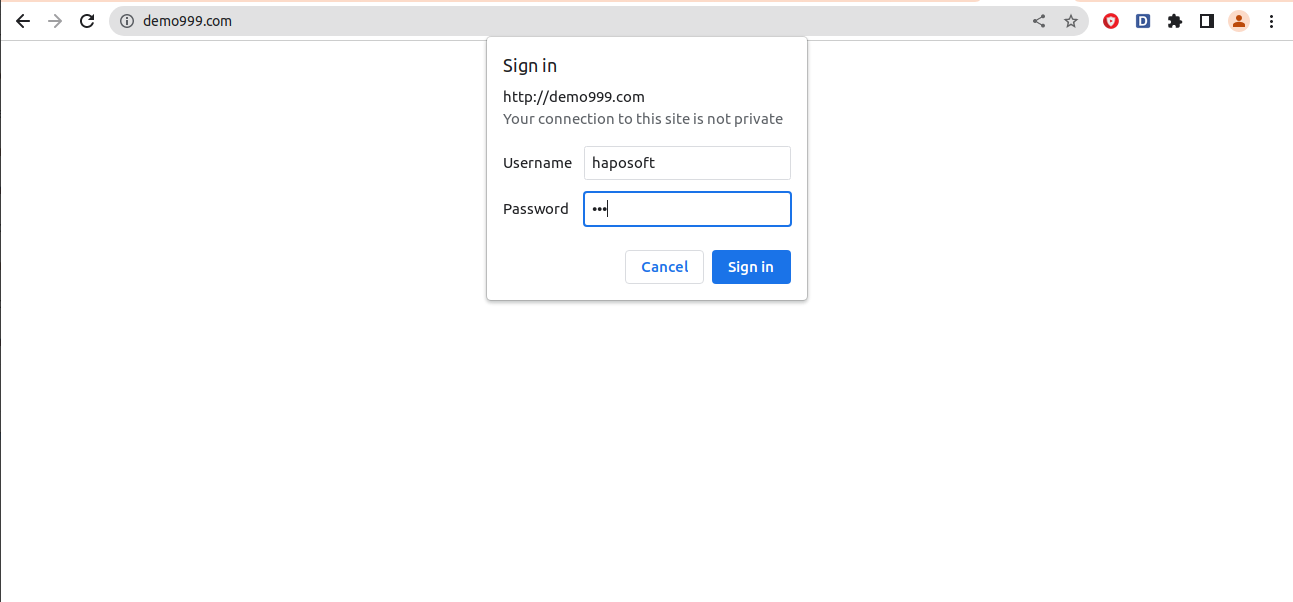 demo999.com
D
Sign in
http://demo999.com
Your connection to this site is not private
Username haposoft
Password •••
Cancel Sign in